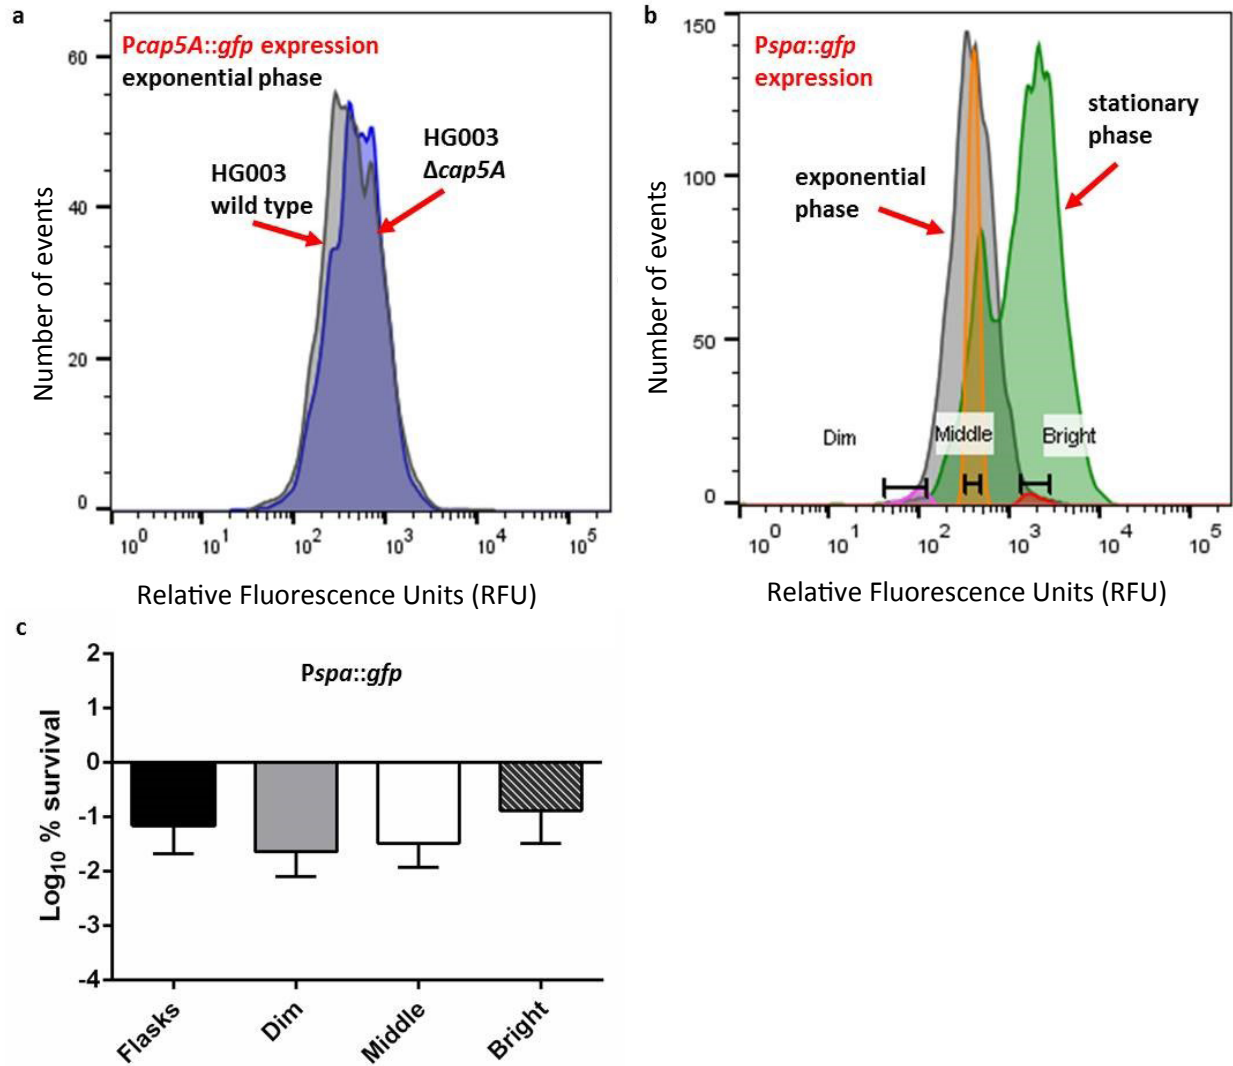 a
Pcap5A::gfp expression
exponential phase
HG003
wild type
HG003
Δcap5A
Number of events
60
40
20
0
10^0 10^1 10^2 10^3 10^4 10^5
Relative Fluorescence Units (RFU)
b
Pspa::gfp
expression
stationary
phase
exponential
phase
Number of events
150
100
50
0
Dim
Middle
Bright
10^0 10^1 10^2 10^3 10^4 10^5
Relative Fluorescence Units (RFU)
c
Pspa::gfp
Log10 % survival
2
1
0
-1
-2
-3
-4
Flasks
Dim
Middle
Bright